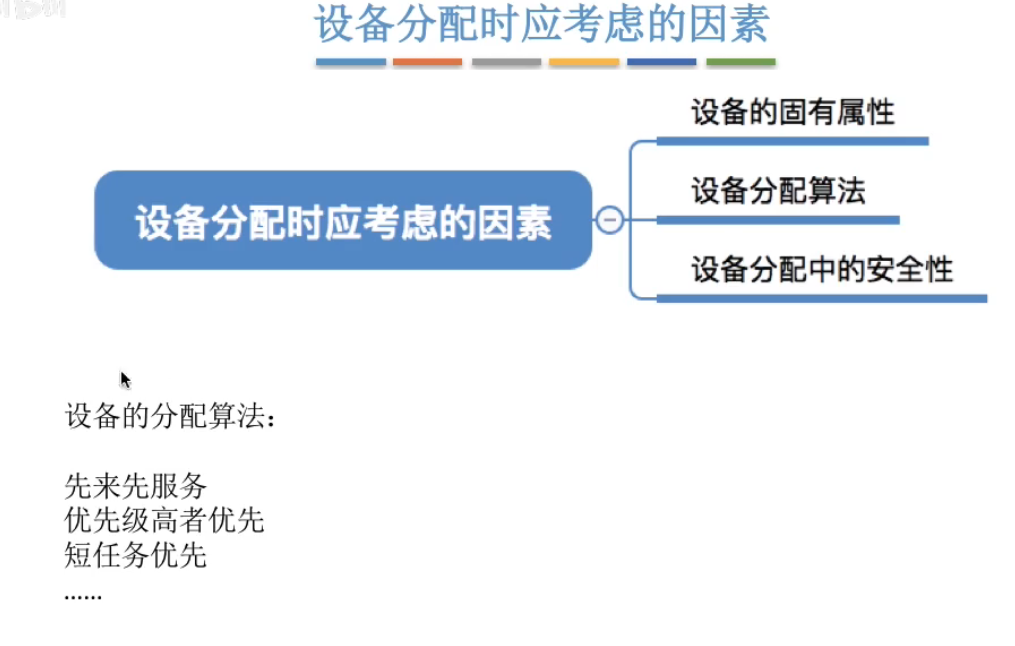 设备分配时应考虑的因素
设备分配时应考虑的因素
设备的固有属性
设备分配算法
设备分配中的安全性
设备的分配算法：
先来先服务
优先级高者优先
短任务优先
……